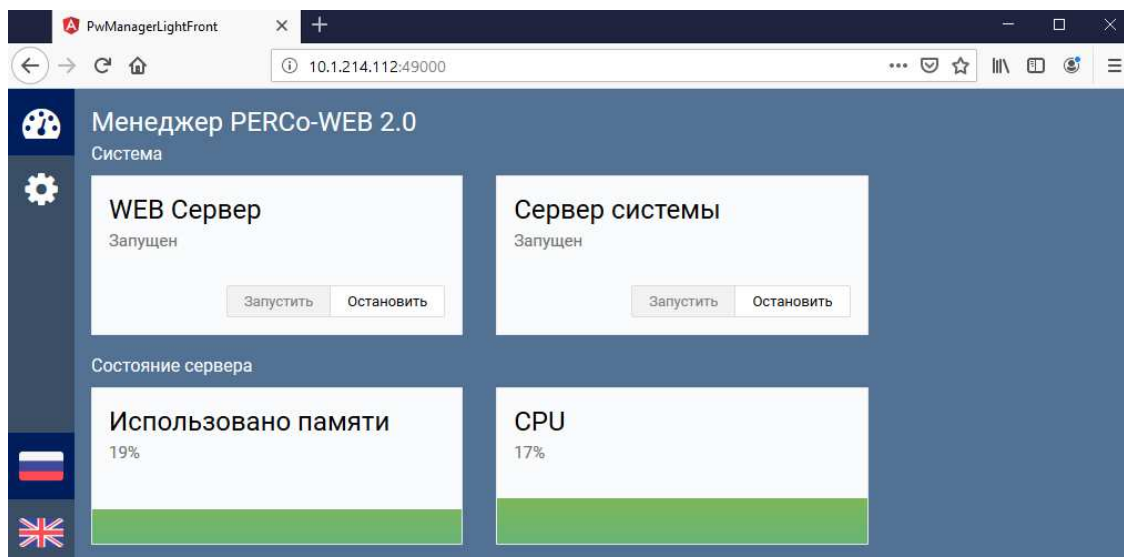 PwManagerLightFront
10.1.214.112:49000
Менеджер PERCo-WEB 2.0
Система
WEB Сервер
Запущен
Запустить Остановить
Сервер системы
Запущен
Запустить Остановить
Состояние сервера
Использовано памяти
19%
CPU
17%